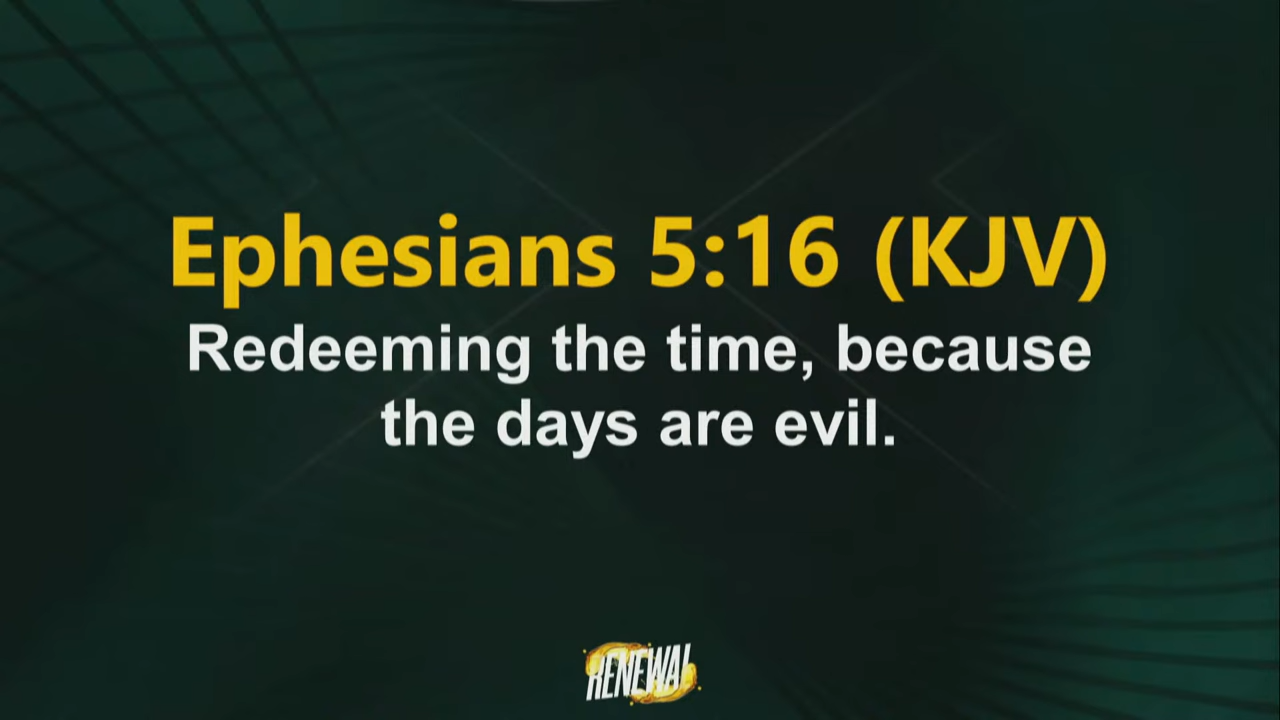 Ephesians 5:16 (KJV)
Redeeming the time, because
the days are evil.
RENEWAL